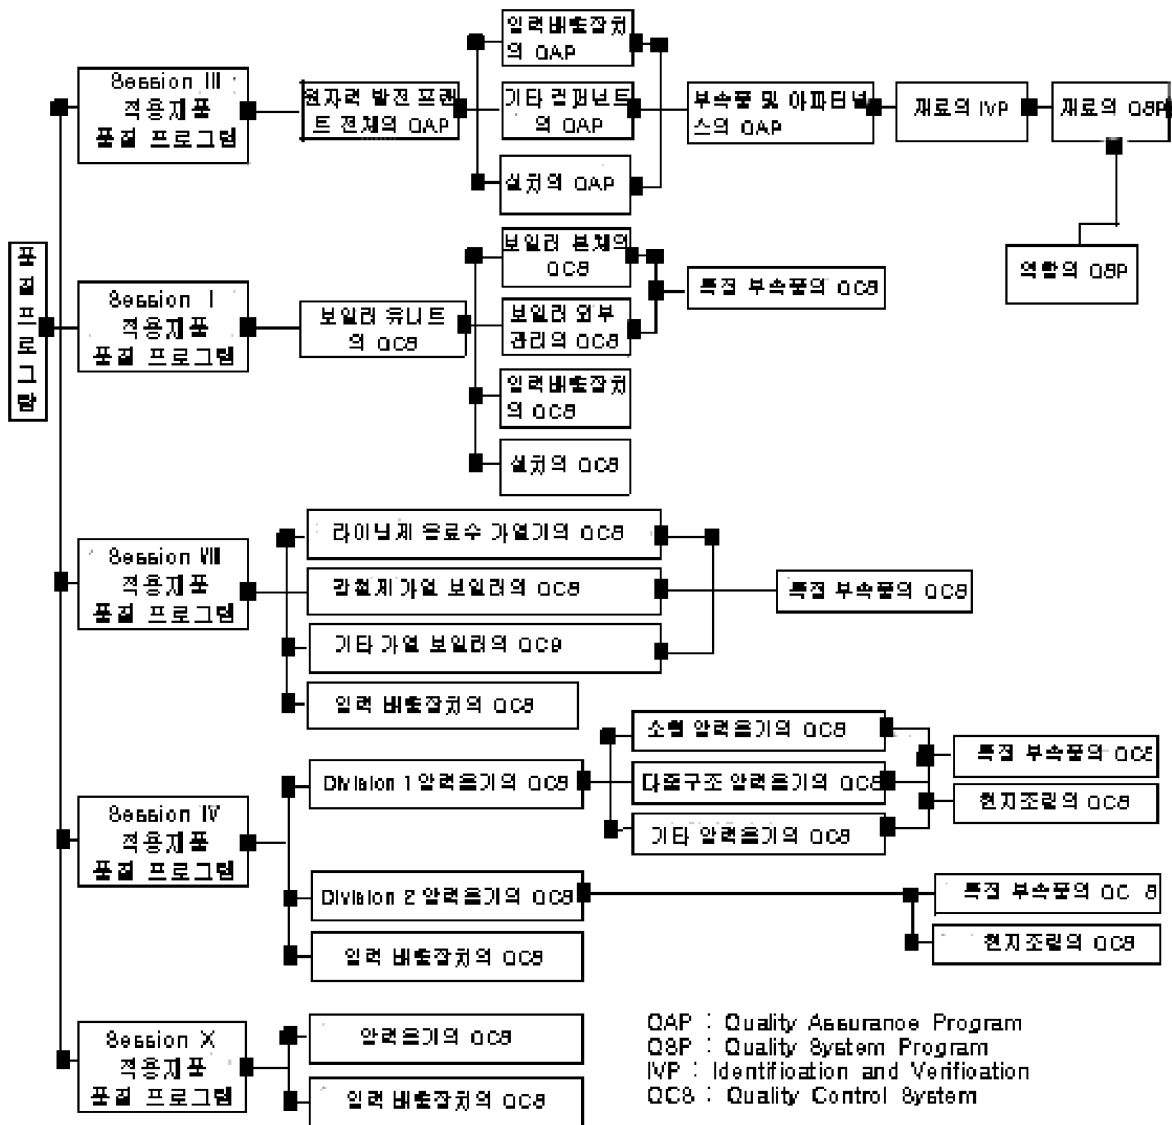 품
질
프
로
그
램
Session III
적용제품
품질 프로그램
원자력 발전 프랜
트 전체의 QAP
압력배출장치
의 QAP
기타 컴퍼넌트
의 QAP
설치의 QAP
부속품 및 아파터넌
스의 QAP
재료의 IVP
재료의 QSP
역할의 QSP
Session I
적용제품
품질 프로그램
보일러 유니트
의 QCS
보일러 본체의
QCS
보일러 외부
관리의 QCS
압력배출장치
의 QCS
설치의 QCS
특정 부속품의 QCS
Session VII
적용제품
품질 프로그램
라이닝제 음료수 가열기의 QCS
강철제 가열 보일러의 QCS
기타 가열 보일러의 QCS
압력 배출장치의 QCS
특정 부속품의 QCS
Session IV
적용제품
품질 프로그램
Division 1 압력용기의 QCS
소형 압력용기의 QCS
다중구조 압력용기의 QCS
기타 압력용기의 QCS
특정 부속품의 QCS
현지조립의 QCS
Division 2 압력용기의 QCS
특정 부속품의 QC S
현지조립의 QCS
압력 배출장치의 QCS
Session X
적용제품
품질 프로그램
압력용기의 QCS
압력 배출장치의 QCS
QAP : Quality Assurance Program
QSP : Quality System Program
IVP : Identification and Verification
QCS : Quality Control System